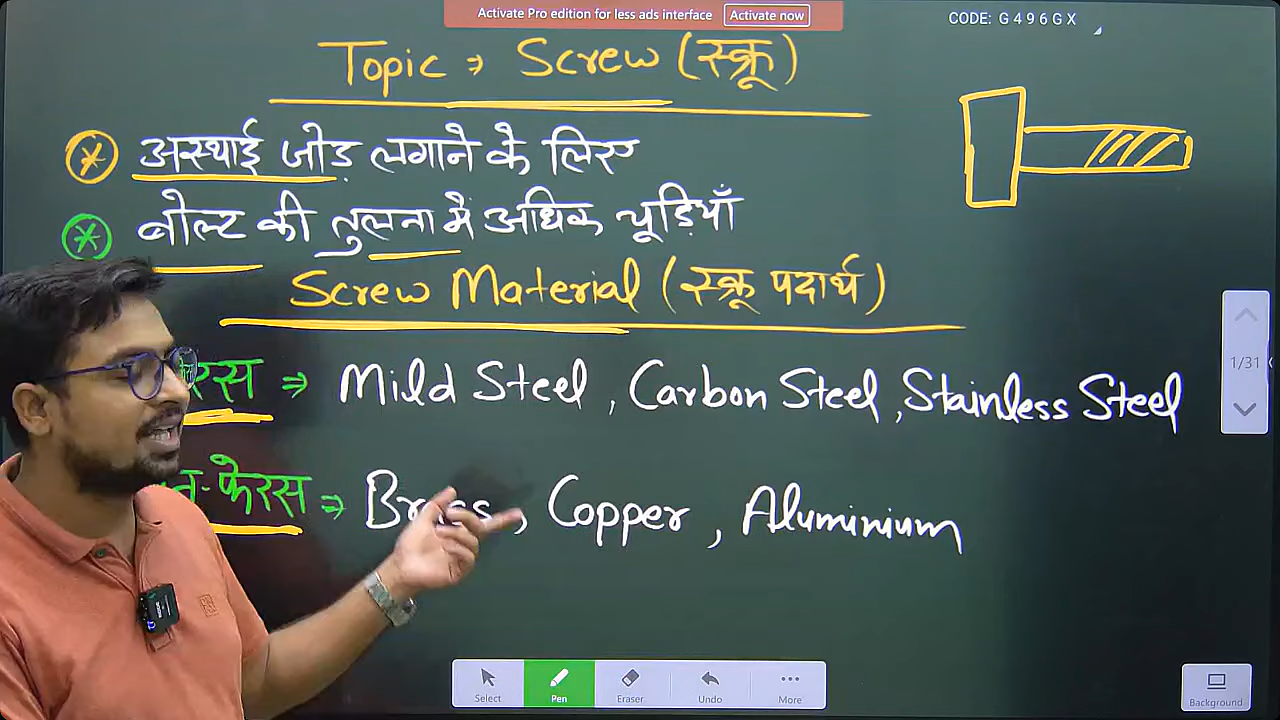 Activate Pro edition for less ads interface Activate now
CODE: G496GX
Topic → Screw (स्क्रू)
अस्थाई जोड़ लगाने के लिए
बोल्ट की तुलना में अधिक चूड़ियाँ
Screw Material (स्क्रू पदार्थ)
⇒ Mild Steel, Carbon Steel, Stainless Steel
1/31
फेरस ⇒ Brass, Copper, Aluminium
Select Pen Eraser Undo More
Background